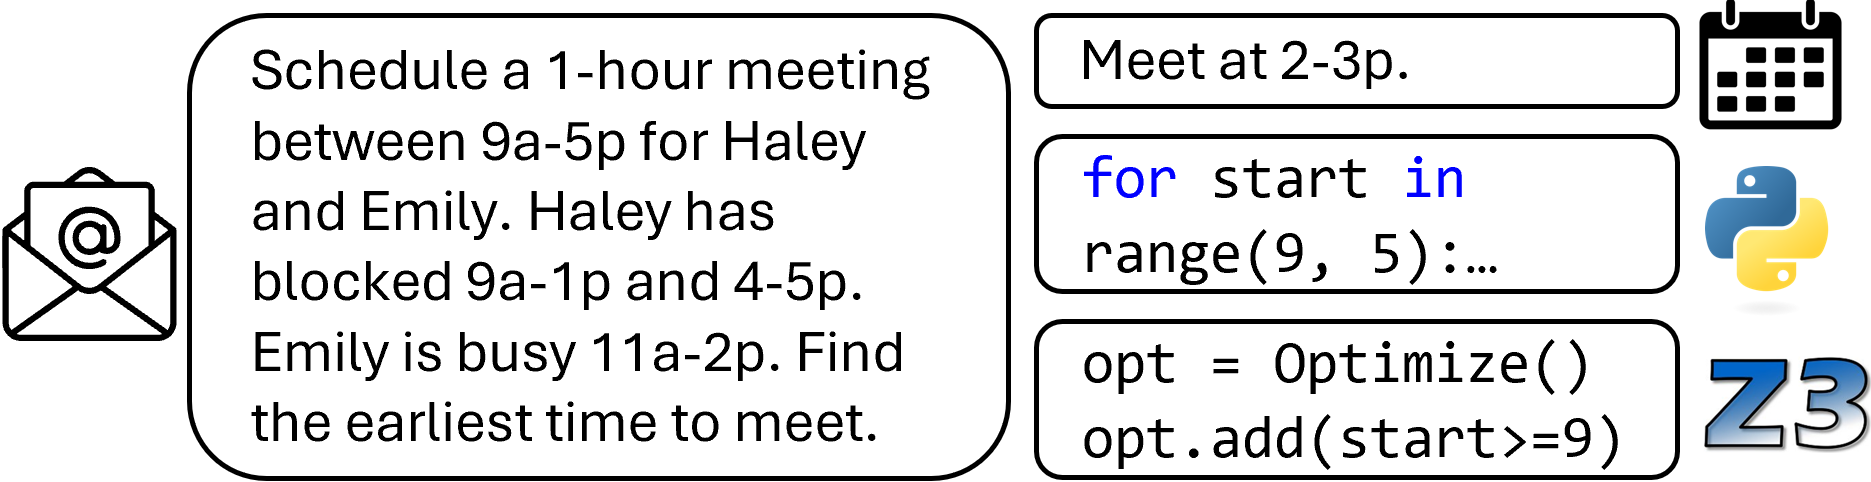 Schedule a 1-hour meeting
between 9a-5p for Haley
and Emily. Haley has
blocked 9a-1p and 4-5p.
Emily is busy 11a-2p. Find
the earliest time to meet.
Meet at 2-3p.
for start in
range(9, 5):…
opt = Optimize()
opt.add(start>=9)
@
Z3